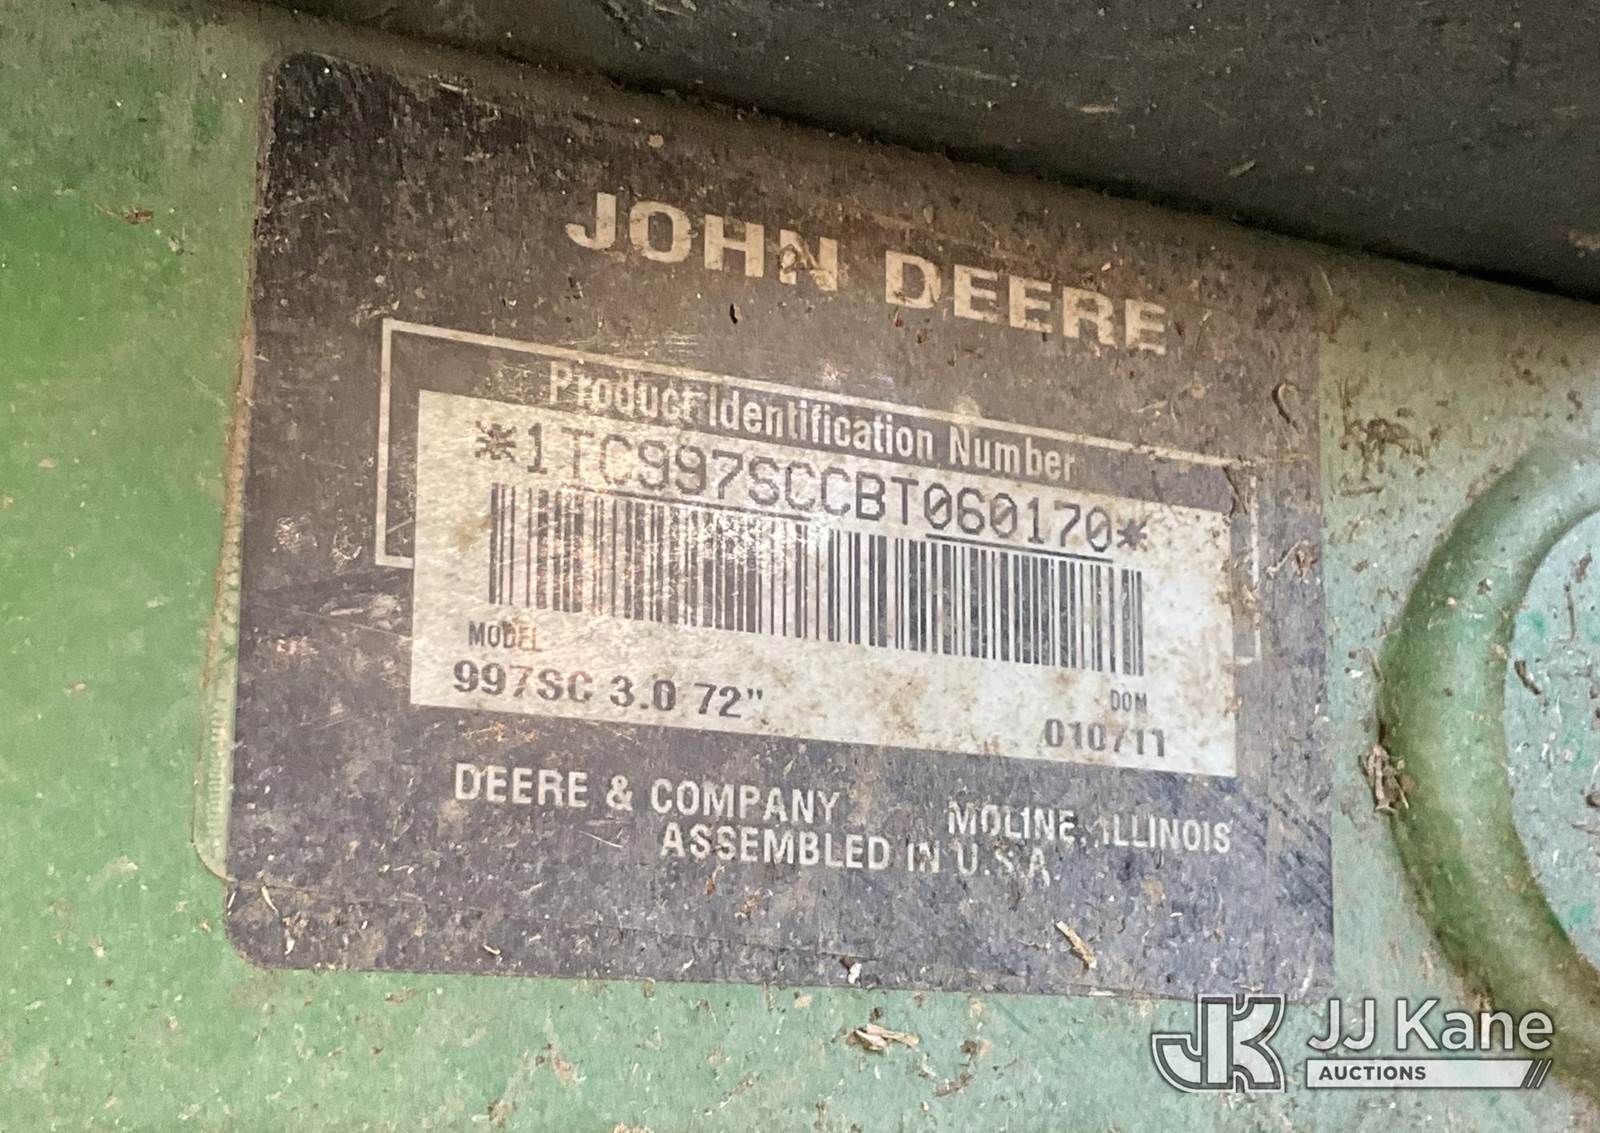 JOHN DEERE
Product Identification Number
*1TC997SCCBT060170*
MODEL
997SC 3.0 72"
DOM
010711
DEERE & COMPANY MOLINE, ILLINOIS
ASSEMBLED IN U.S.A.
JK JJ Kane
AUCTIONS